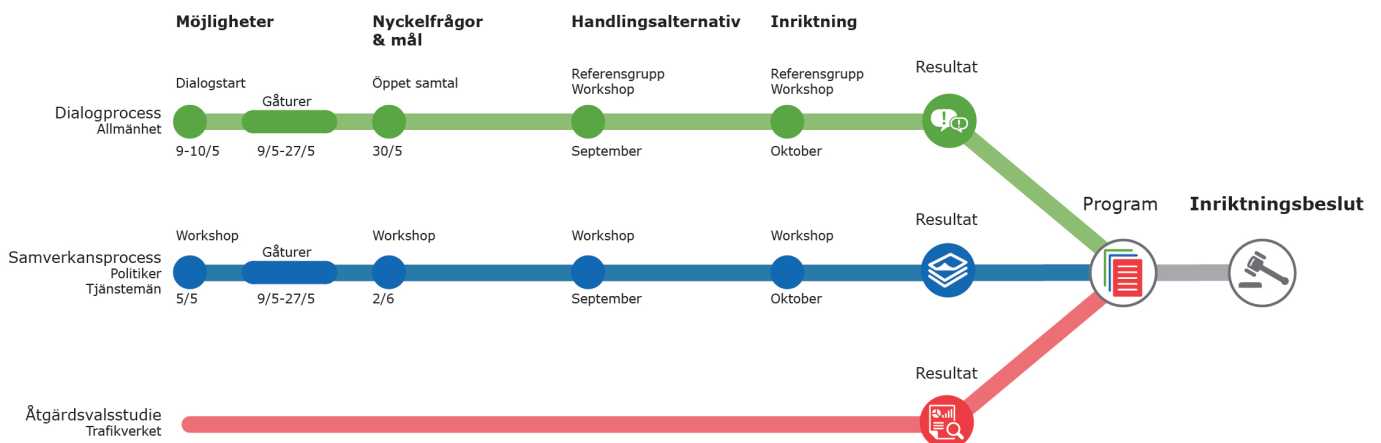 Möjligheter
Nyckelfrågor
& mål
Handlingsalternativ
Inriktning
Dialogprocess
Allmänhet
Dialogstart
Gåturer
Öppet samtal
Referensgrupp
Workshop
Referensgrupp
Workshop
Resultat
9-10/5
9/5-27/5
30/5
September
Oktober
Program
Inriktningsbeslut
Samverkansprocess
Politiker
Tjänstemän
Workshop
Gåturer
Workshop
Workshop
Workshop
Resultat
5/5
9/5-27/5
2/6
September
Oktober
Åtgärdsvalsstudie
Trafikverket
Resultat